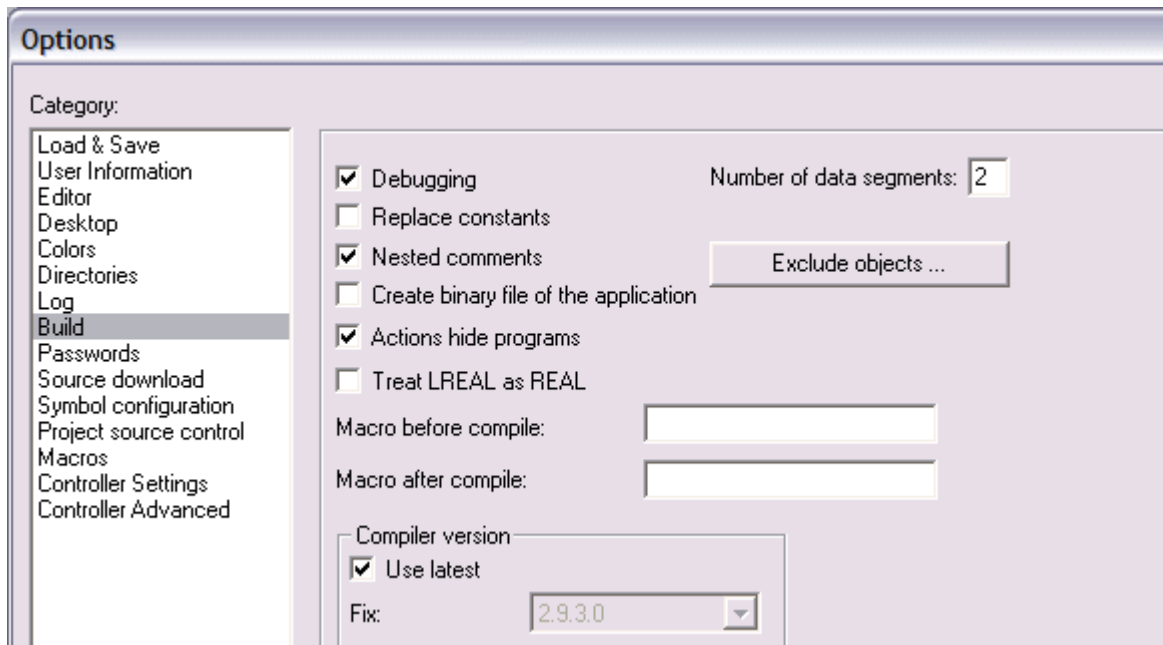 Options
Category:
Load & Save
User Information
Editor
Desktop
Colors
Directories
Log
Build
Passwords
Source download
Symbol configuration
Project source control
Macros
Controller Settings
Controller Advanced
Debugging
Number of data segments: 2
Replace constants
Nested comments
Exclude objects ...
Create binary file of the application
Actions hide programs
Treat LREAL as REAL
Macro before compile:
Macro after compile:
Compiler version
Use latest
Fix: 2.9.3.0